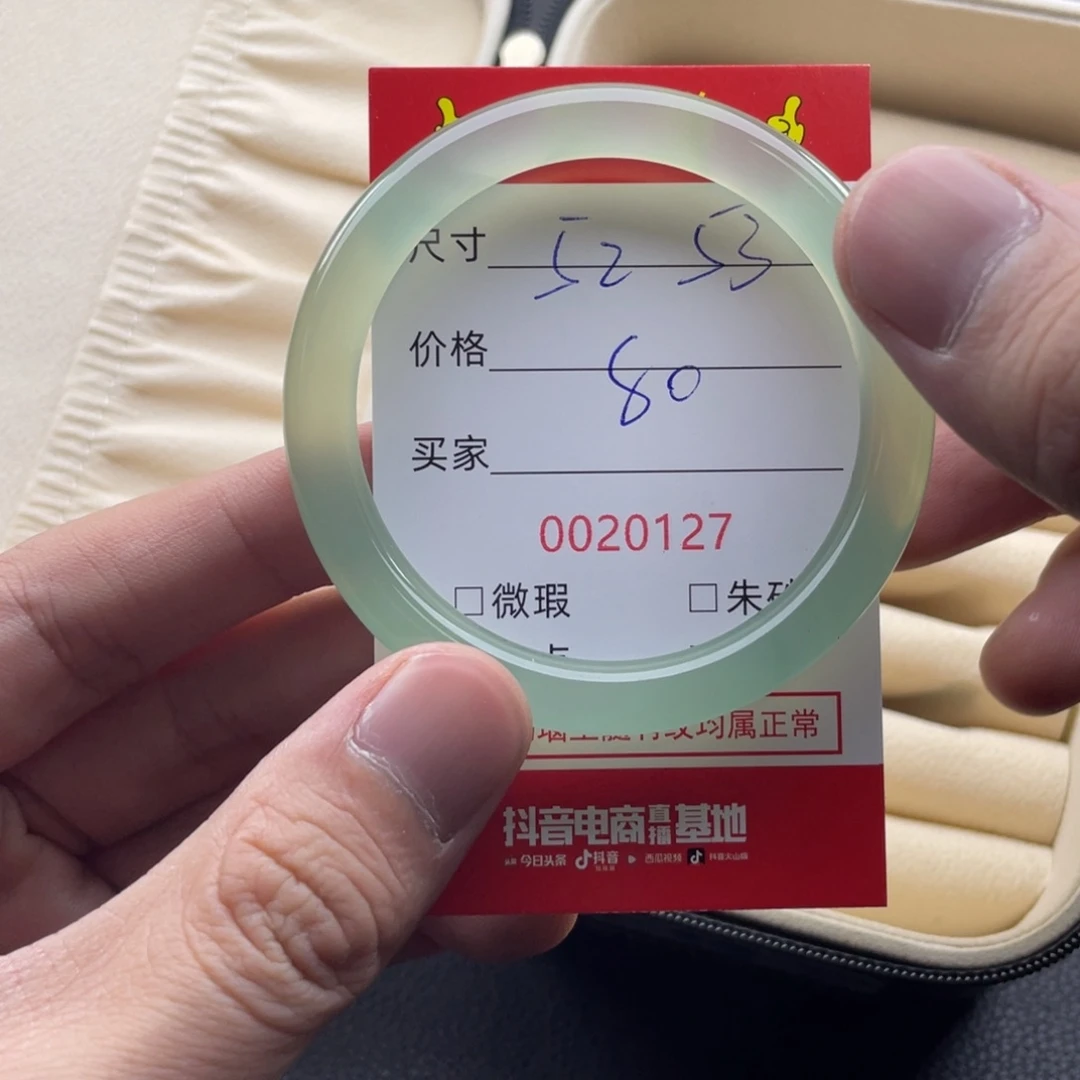 尺寸 52 53
价格 80
买家
0020127
□微瑕 □朱砂
均属正常
抖音电商直播基地
头条 今日头条 抖音 西瓜视频 抖音火山版